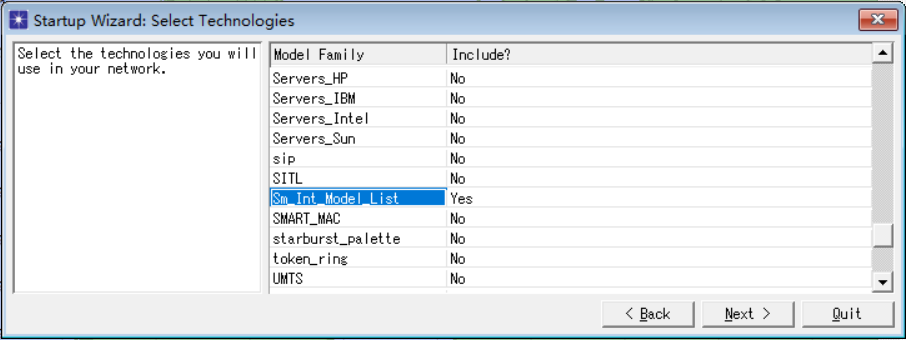 Startup Wizard: Select Technologies
Select the technologies you will
use in your network.
Model Family Include?
Servers_HP No
Servers_IBM No
Servers_Intel No
Servers_Sun No
sip No
SITL No
Sm_Int_Model_List Yes
SMART_MAC No
starburst_palette No
token_ring No
UMTS No
< Back Next > Quit